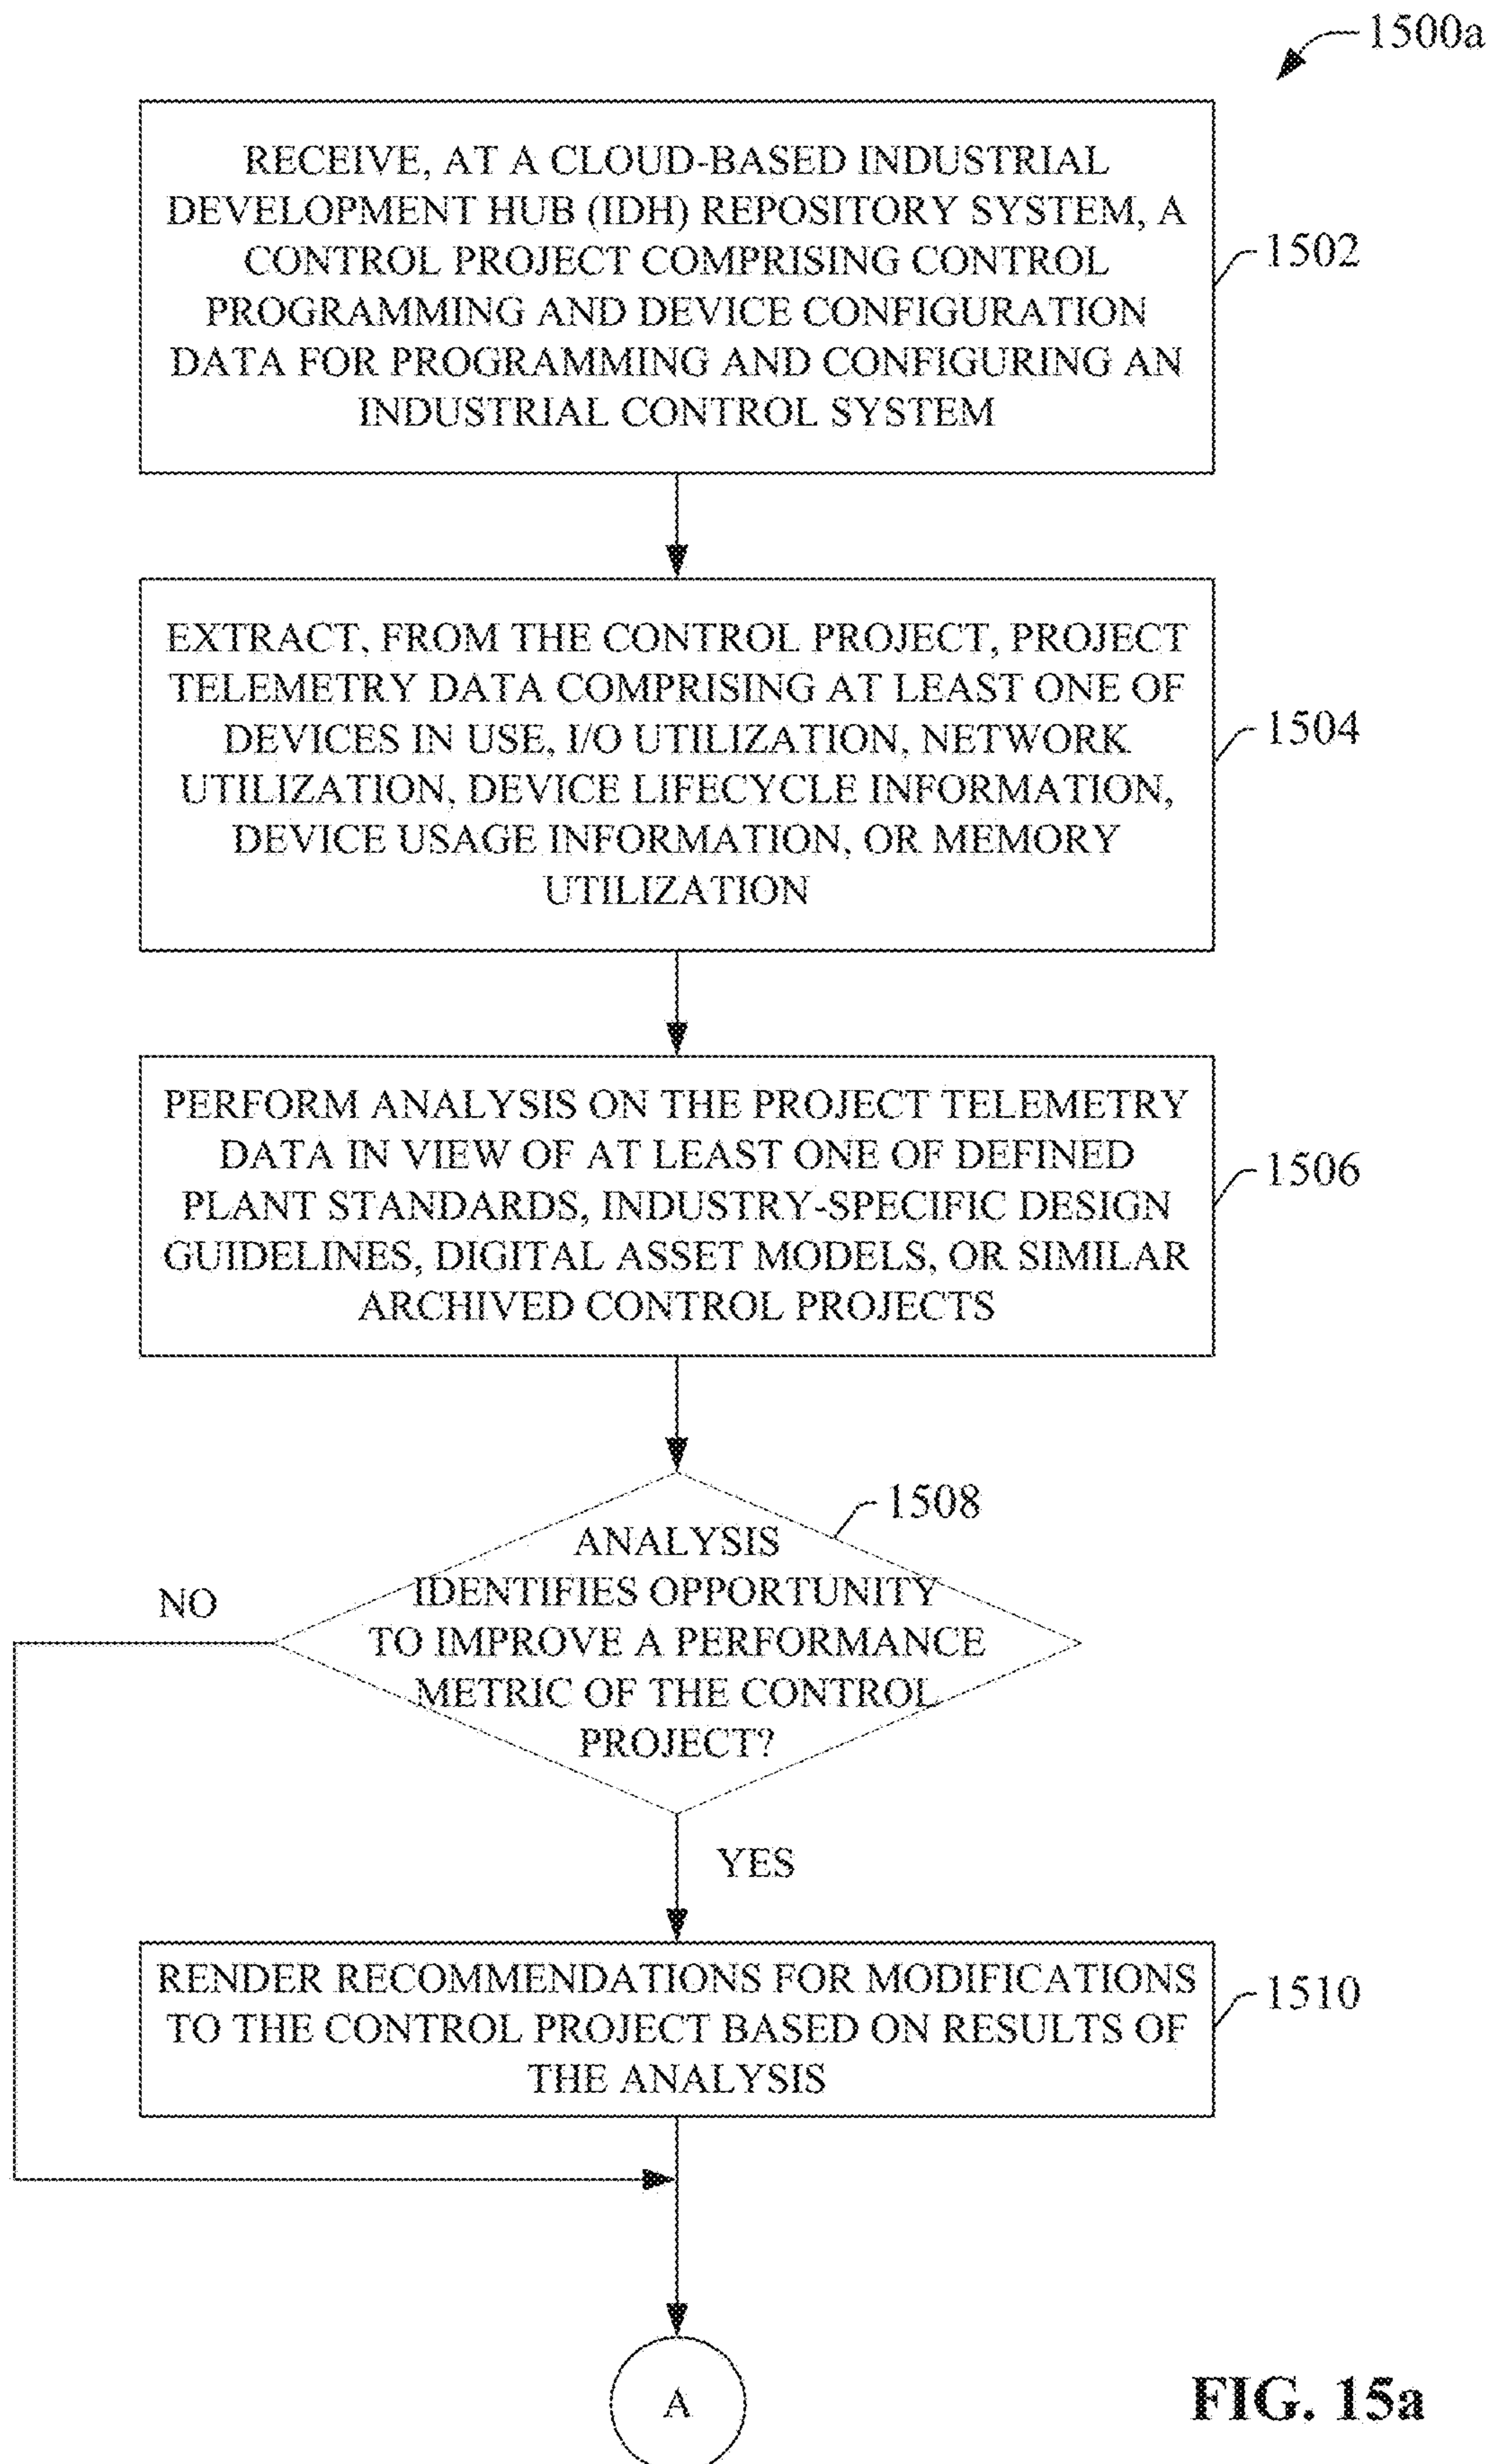 1500a
RECEIVE, AT A CLOUD-BASED INDUSTRIAL
DEVELOPMENT HUB (IDH) REPOSITORY SYSTEM, A
CONTROL PROJECT COMPRISING CONTROL
PROGRAMMING AND DEVICE CONFIGURATION
DATA FOR PROGRAMMING AND CONFIGURING AN
INDUSTRIAL CONTROL SYSTEM
1502
EXTRACT, FROM THE CONTROL PROJECT, PROJECT
TELEMETRY DATA COMPRISING AT LEAST ONE OF
DEVICES IN USE, I/O UTILIZATION, NETWORK
UTILIZATION, DEVICE LIFECYCLE INFORMATION,
DEVICE USAGE INFORMATION, OR MEMORY
UTILIZATION
1504
PERFORM ANALYSIS ON THE PROJECT TELEMETRY
DATA IN VIEW OF AT LEAST ONE OF DEFINED
PLANT STANDARDS, INDUSTRY-SPECIFIC DESIGN
GUIDELINES, DIGITAL ASSET MODELS, OR SIMILAR
ARCHIVED CONTROL PROJECTS
1506
1508
ANALYSIS
IDENTIFIES OPPORTUNITY
TO IMPROVE A PERFORMANCE
METRIC OF THE CONTROL
PROJECT?
NO
YES
RENDER RECOMMENDATIONS FOR MODIFICATIONS
TO THE CONTROL PROJECT BASED ON RESULTS OF
THE ANALYSIS
1510
A
FIG. 15a